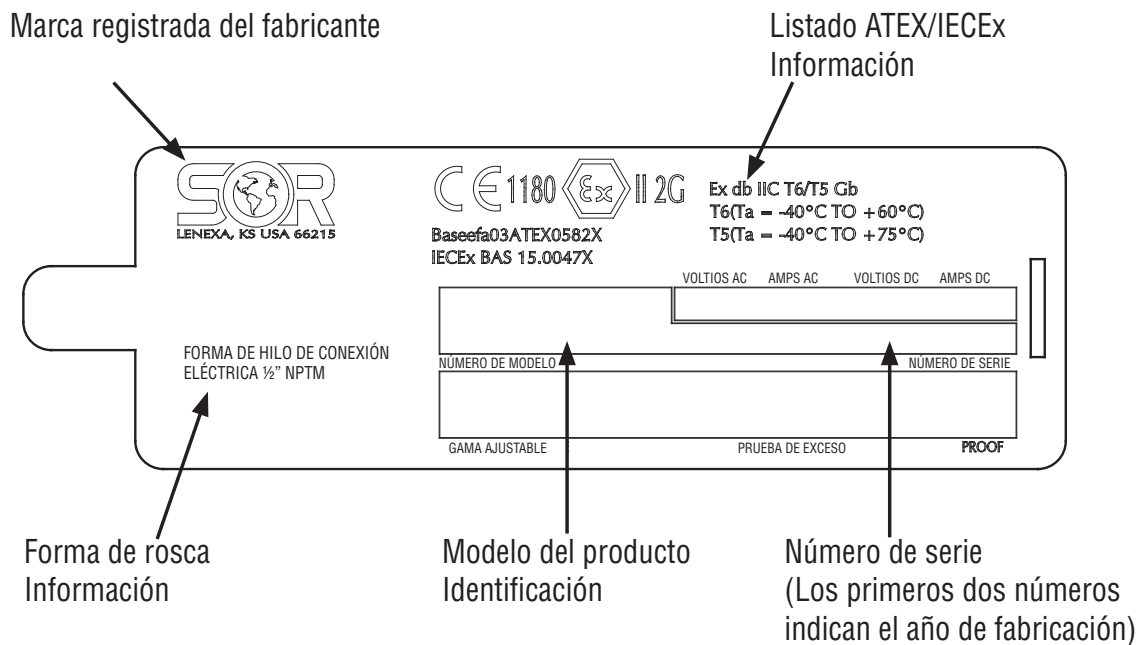 Marca registrada del fabricante
Listado ATEX/IECEx
Información
SOR
LENEXA, KS USA 66215
CE 1180 Ex II 2G
Baseefa03ATEX0582X
IECEx BAS 15.0047X
Ex db IIC T6/T5 Gb
T6(Ta = -40°C TO +60°C)
T5(Ta = -40°C TO +75°C)
VOLTIOS AC AMPS AC VOLTIOS DC AMPS DC
FORMA DE HILO DE CONEXIÓN
ELÉCTRICA ½" NPTM
NÚMERO DE MODELO
NÚMERO DE SERIE
GAMA AJUSTABLE
PRUEBA DE EXCESO
PROOF
Forma de rosca
Información
Modelo del producto
Identificación
Número de serie
(Los primeros dos números
indican el año de fabricación)